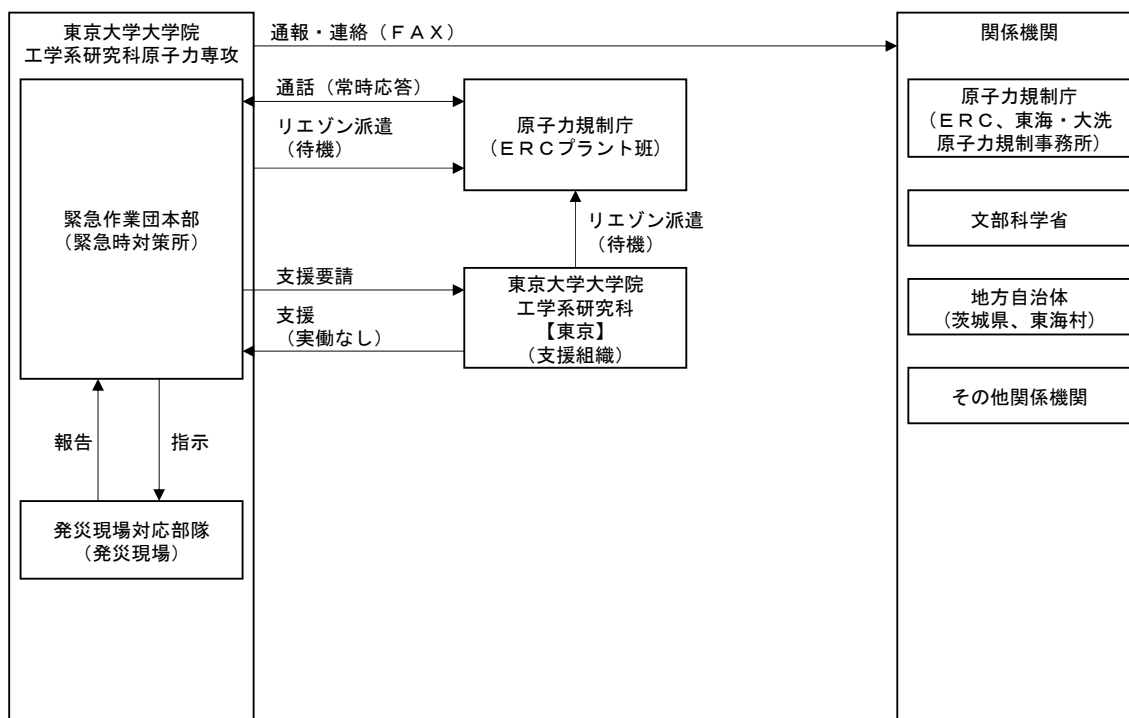 東京大学大学院
工学系研究科原子力専攻
通報・連絡（ＦＡＸ）
関係機関
通話（常時応答）
リエゾン派遣
（待機）
原子力規制庁
（ＥＲＣプラント班）
原子力規制庁
（ＥＲＣ、東海・大洗
原子力規制事務所）
緊急作業団本部
（緊急時対策所）
リエゾン派遣
（待機）
文部科学省
支援要請
支援
（実働なし）
東京大学大学院
工学系研究科
【東京】
（支援組織）
地方自治体
（茨城県、東海村）
その他関係機関
報告
指示
発災現場対応部隊
（発災現場）